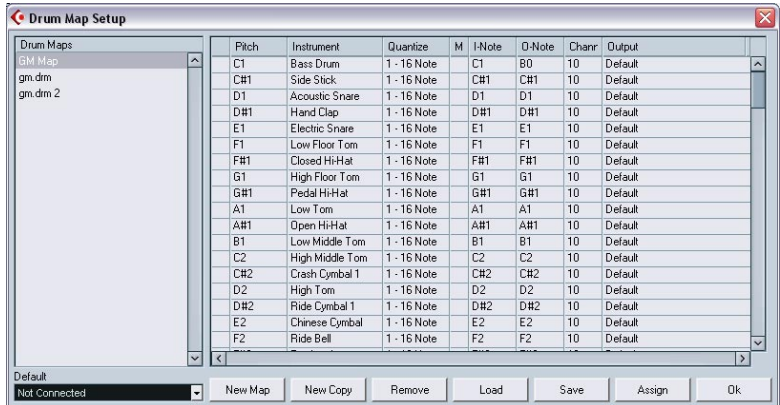 Drum Map Setup
Drum Maps
GM Map
gm.drm
gm.drm 2
Pitch Instrument Quantize M I-Note O-Note Chanr Output
C1 Bass Drum 1 - 16 Note C1 B0 10 Default
C#1 Side Stick 1 - 16 Note C#1 C#1 10 Default
D1 Acoustic Snare 1 - 16 Note D1 D1 10 Default
D#1 Hand Clap 1 - 16 Note D#1 D#1 10 Default
E1 Electric Snare 1 - 16 Note E1 E1 10 Default
F1 Low Floor Tom 1 - 16 Note F1 F1 10 Default
F#1 Closed Hi-Hat 1 - 16 Note F#1 F#1 10 Default
G1 High Floor Tom 1 - 16 Note G1 G1 10 Default
G#1 Pedal Hi-Hat 1 - 16 Note G#1 G#1 10 Default
A1 Low Tom 1 - 16 Note A1 A1 10 Default
A#1 Open Hi-Hat 1 - 16 Note A#1 A#1 10 Default
B1 Low Middle Tom 1 - 16 Note B1 B1 10 Default
C2 High Middle Tom 1 - 16 Note C2 C2 10 Default
C#2 Crash Cymbal 1 1 - 16 Note C#2 C#2 10 Default
D2 High Tom 1 - 16 Note D2 D2 10 Default
D#2 Ride Cymbal 1 1 - 16 Note D#2 D#2 10 Default
E2 Chinese Cymbal 1 - 16 Note E2 E2 10 Default
F2 Ride Bell 1 - 16 Note F2 F2 10 Default
Default
Not Connected
New Map New Copy Remove Load Save Assign Ok